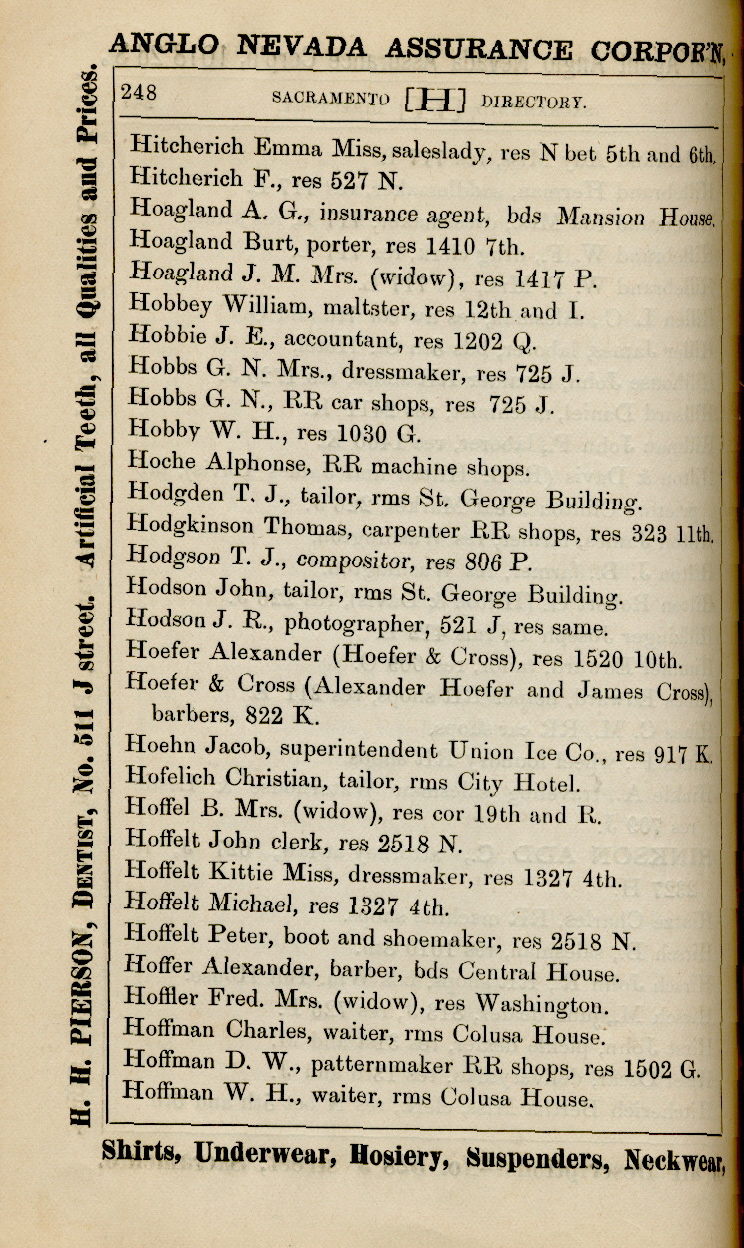 ANGLO NEVADA ASSURANCE CORPOR'N,
248 SACRAMENTO [H] DIRECTORY.
Hitcherich Emma Miss, saleslady, res N bet 5th and 6th.
Hitcherich F., res 527 N.
Hoagland A. G., insurance agent, bds Mansion House.
Hoagland Burt, porter, res 1410 7th.
Hoagland J. M. Mrs. (widow), res 1417 P.
Hobbey William, maltster, res 12th and I.
Hobbie J. E., accountant, res 1202 Q.
Hobbs G. N. Mrs., dressmaker, res 725 J.
Hobbs G. N., RR car shops, res 725 J.
Hobby W. H., res 1030 G.
Hoche Alphonse, RR machine shops.
Hodgden T. J., tailor, rms St. George Building.
Hodgkinson Thomas, carpenter RR shops, res 323 11th.
Hodgson T. J., compositor, res 806 P.
Hodson John, tailor, rms St. George Building.
Hodson J. R., photographer, 521 J, res same.
Hoefer Alexander (Hoefer & Cross), res 1520 10th.
Hoefer & Cross (Alexander Hoefer and James Cross),
barbers, 822 K.
Hoehn Jacob, superintendent Union Ice Co., res 917 K.
Hofelich Christian, tailor, rms City Hotel.
Hoffel B. Mrs. (widow), res cor 19th and R.
Hoffelt John clerk, res 2518 N.
Hoffelt Kittie Miss, dressmaker, res 1327 4th.
Hoffelt Michael, res 1327 4th.
Hoffelt Peter, boot and shoemaker, res 2518 N.
Hoffer Alexander, barber, bds Central House.
Hoffler Fred. Mrs. (widow), res Washington.
Hoffman Charles, waiter, rms Colusa House.
Hoffman D. W., patternmaker RR shops, res 1502 G.
Hoffman W. H., waiter, rms Colusa House.
Shirts, Underwear, Hosiery, Suspenders, Neckwear,
H. H. PIERSON, DENTIST, No. 511 J street. Artificial Teeth, all Qualities and Prices.